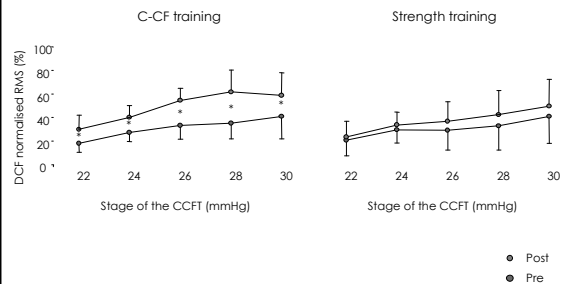 C-CF training
Strength training
DCF normalised RMS (%)
100
80
60
40
20
0
*
*
*
*
*
22 24 26 28 30
22 24 26 28 30
Stage of the CCFT (mmHg)
Stage of the CCFT (mmHg)
Post
Pre